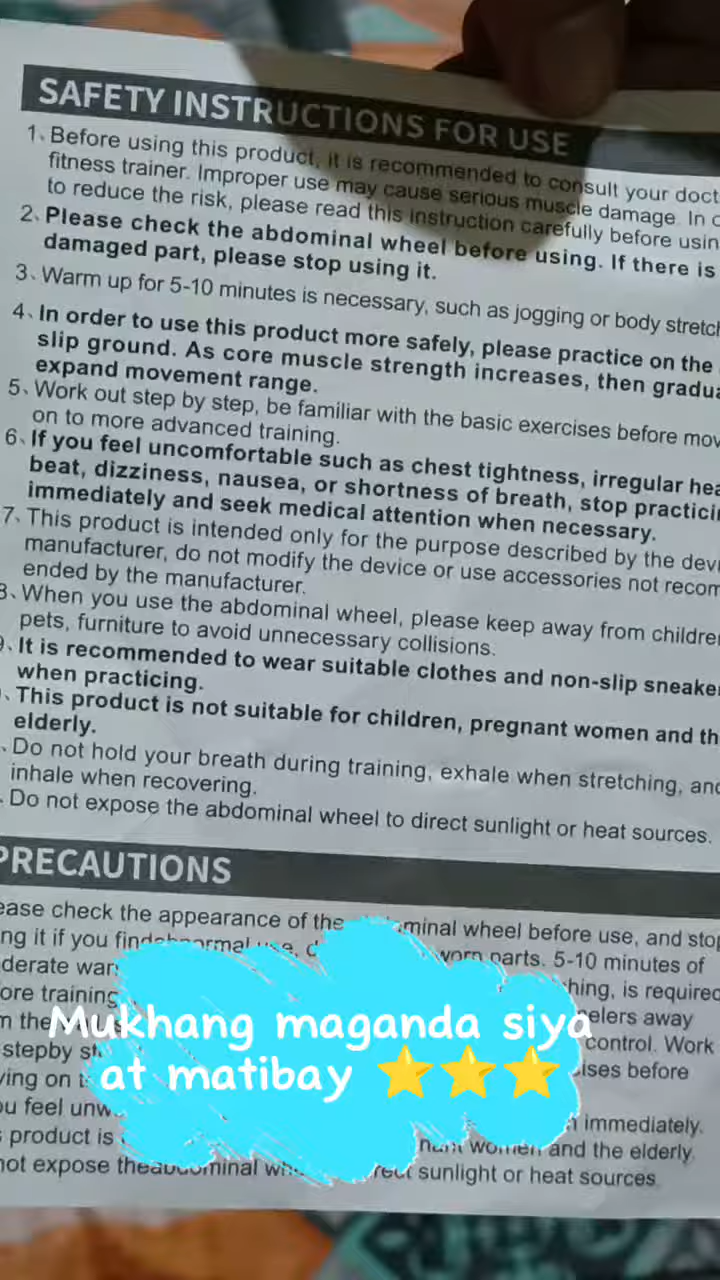 SAFETY INSTRUCTIONS FOR USE
1、Before using this product, it is recommended to consult your doct
fitness trainer. Improper use may cause serious muscle damage. In o
to reduce the risk, please read this instruction carefully before usin
2、Please check the abdominal wheel before using. If there is
damaged part, please stop using it.
3、Warm up for 5-10 minutes is necessary, such as jogging or body stretch
4、In order to use this product more safely, please practice on the
slip ground. As core muscle strength increases, then gradua
expand movement range.
5、Work out step by step, be familiar with the basic exercises before mov
on to more advanced training.
6、If you feel uncomfortable such as chest tightness, irregular hea
beat, dizziness, nausea, or shortness of breath, stop practicin
immediately and seek medical attention when necessary.
7、This product is intended only for the purpose described by the devi
manufacturer, do not modify the device or use accessories not recom
ended by the manufacturer.
8、When you use the abdominal wheel, please keep away from children
pets, furniture to avoid unnecessary collisions.
9、It is recommended to wear suitable clothes and non-slip sneaker
when practicing.
、This product is not suitable for children, pregnant women and th
elderly.
Do not hold your breath during training, exhale when stretching, and
inhale when recovering.
Do not expose the abdominal wheel to direct sunlight or heat sources.
PRECAUTIONS
ease check the appearance of the minal wheel before use, and stop
ng it if you find worn parts. 5-10 minutes of
derate war hing, is required
ore training elers away
m the control. Work
stepby st ises before
ying on
ou feel unw immediately.
product is women and the elderly.
not expose theabdominal sunlight or heat sources
Mukhang maganda siya
at matibay ⭐⭐⭐